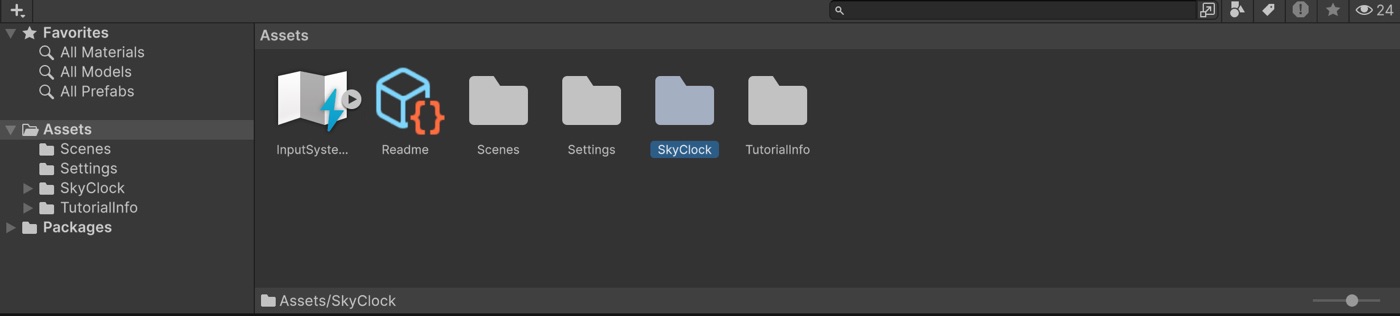 24
Favorites
All Materials
All Models
All Prefabs
Assets
Scenes
Settings
SkyClock
TutorialInfo
Packages
Assets
InputSyste...
Readme
Scenes
Settings
SkyClock
TutorialInfo
Assets/SkyClock